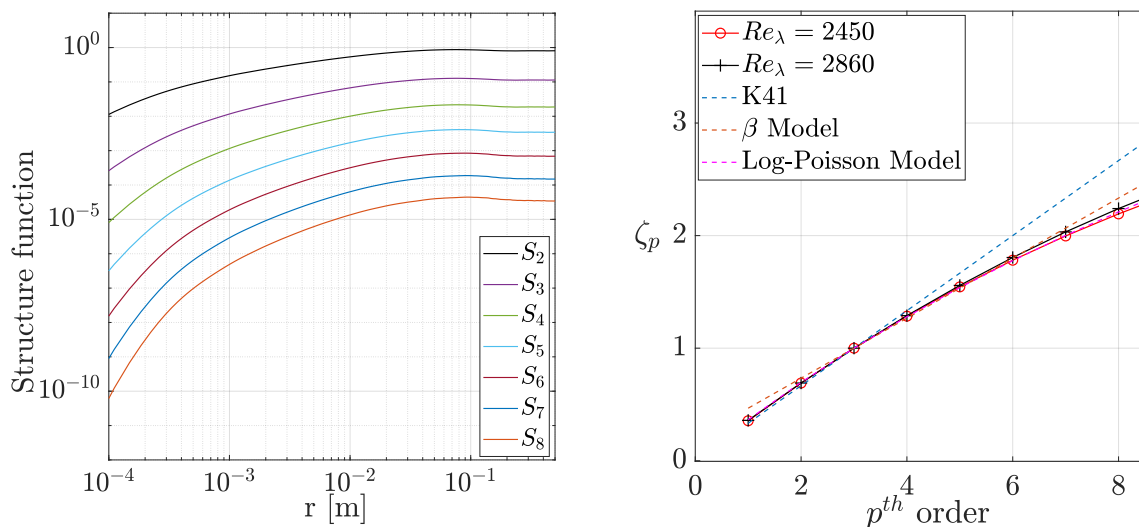 10^0
10^-5
10^-10
Structure function
10^-4
10^-3
10^-2
10^-1
r [m]
S_2
S_3
S_4
S_5
S_6
S_7
S_8
Re_λ = 2450
Re_λ = 2860
K41
β Model
Log-Poisson Model
3
2
1
0
ζ_p
0
2
4
6
8
p^th order